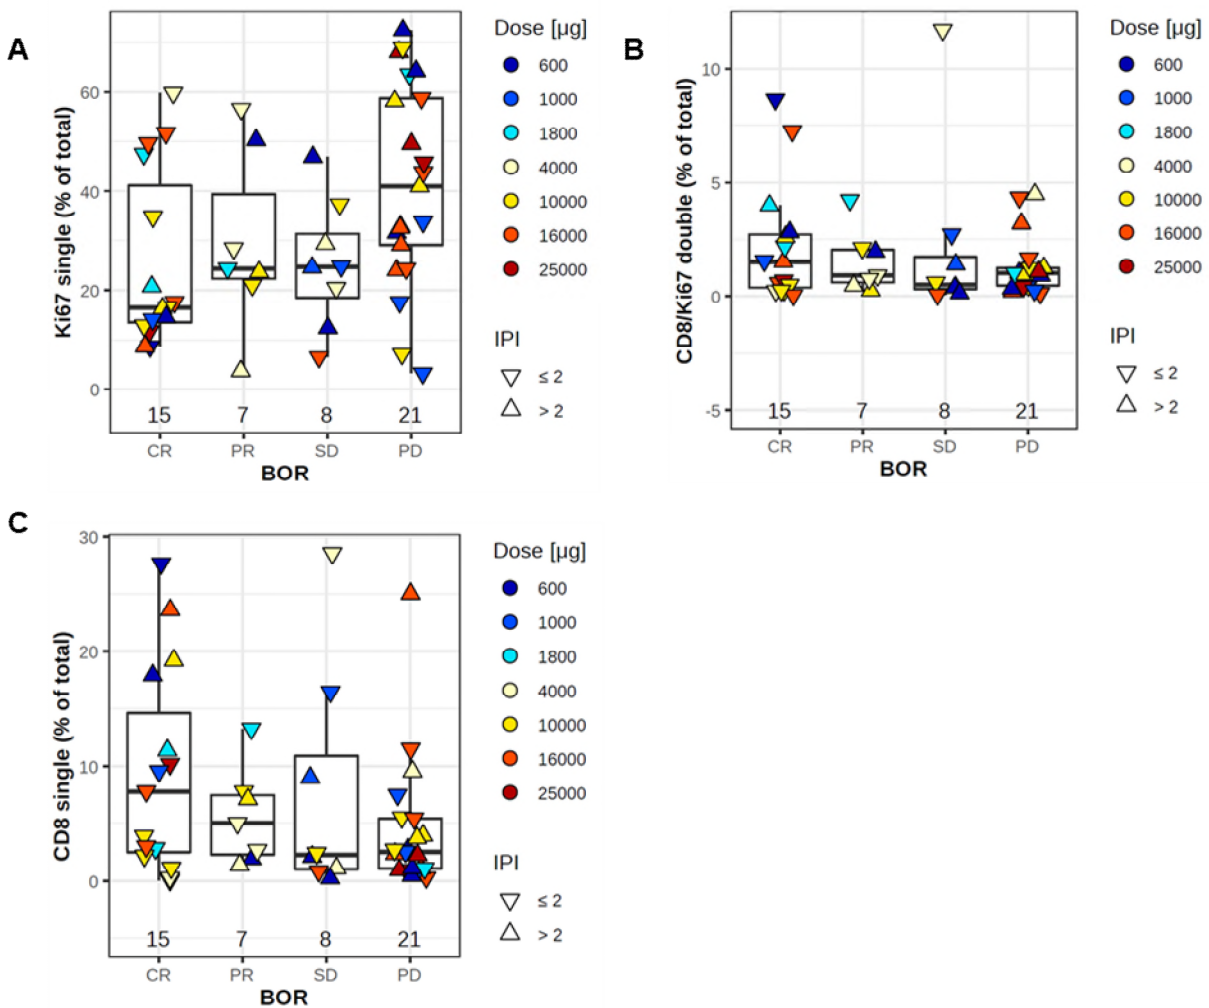 A
Ki67 single (% of total)
60
40
20
0
15 7 8 21
CR PR SD PD
BOR
Dose [µg]
600
1000
1800
4000
10000
16000
25000
IPI
≤ 2
> 2
B
CD8/Ki67 double (% of total)
10
5
0
-5
15 7 8 21
CR PR SD PD
BOR
Dose [µg]
600
1000
1800
4000
10000
16000
25000
IPI
≤ 2
> 2
C
CD8 single (% of total)
30
20
10
0
15 7 8 21
CR PR SD PD
BOR
Dose [µg]
600
1000
1800
4000
10000
16000
25000
IPI
≤ 2
> 2